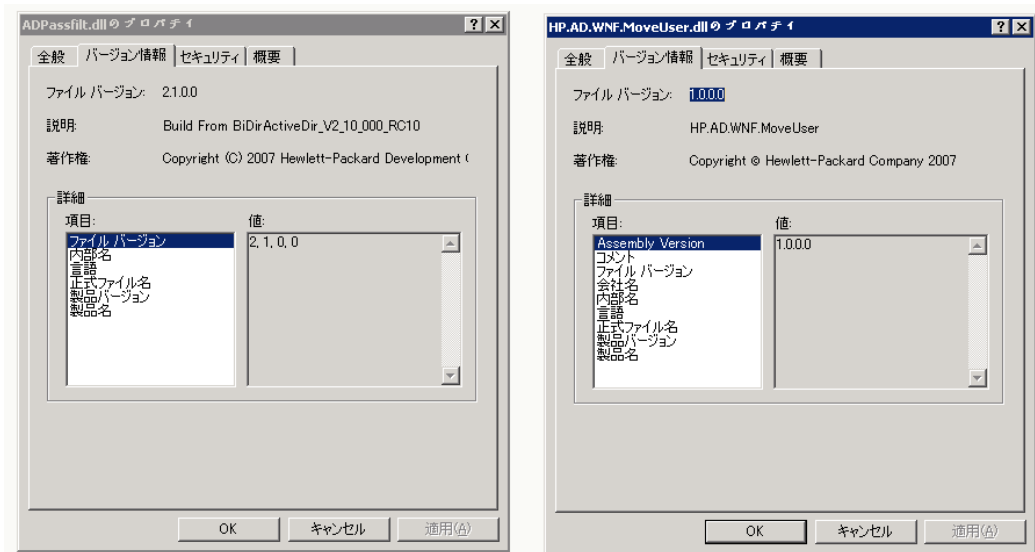 ADPassfilt.dllのプロパティ
全般
バージョン情報
セキュリティ
概要
ファイル バージョン: 2.1.0.0
説明: Build From BiDirActiveDir_V2_10_000_RC10
著作権: Copyright (C) 2007 Hewlett-Packard Development (
詳細
項目:
値:
ファイル バージョン
内部名
言語
正式ファイル名
製品バージョン
製品名
2, 1, 0, 0
OK
キャンセル
適用(A)
HP.AD.WNF.MoveUser.dllのプロパティ
全般
バージョン情報
セキュリティ
概要
ファイル バージョン: 1.0.0.0
説明: HP.AD.WNF.MoveUser
著作権: Copyright © Hewlett-Packard Company 2007
詳細
項目:
値:
Assembly Version
コメント
ファイル バージョン
会社名
内部名
言語
正式ファイル名
製品バージョン
製品名
1.0.0.0
OK
キャンセル
適用(A)